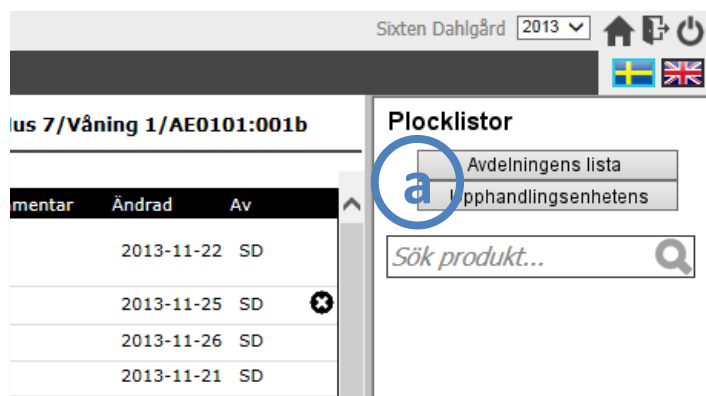 Sixten Dahlgård 2013
lus 7/Våning 1/AE0101:001b
mentar Ändrad Av
2013-11-22 SD
2013-11-25 SD
2013-11-26 SD
2013-11-21 SD
Plocklistor
Avdelningens lista
a
Upphandlingsenhetens
Sök produkt...